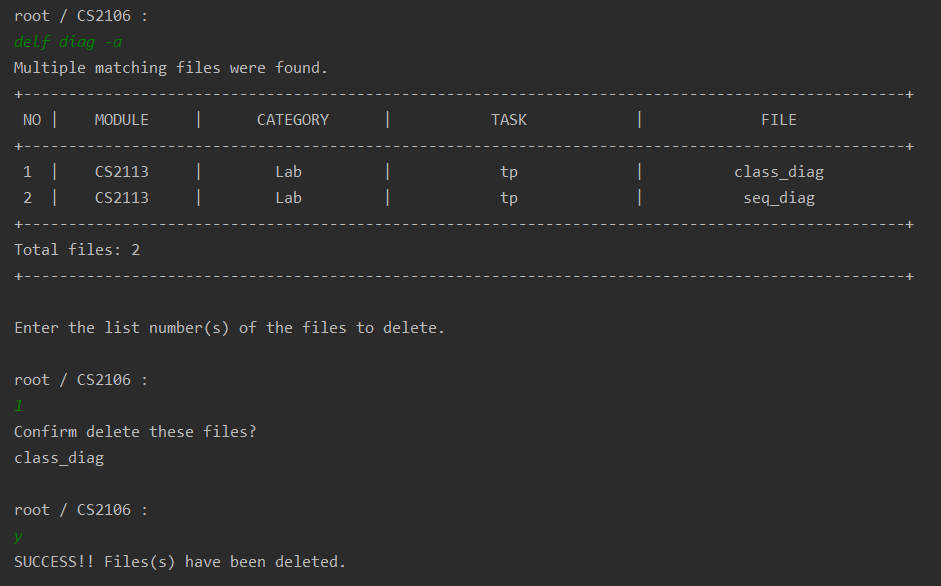 root / CS2106 :
delf diag -a
Multiple matching files were found.
+--------------------------------------------------------------------------------------------------+
NO | MODULE | CATEGORY | TASK | FILE
+--------------------------------------------------------------------------------------------------+
1 | CS2113 | Lab | tp | class_diag
2 | CS2113 | Lab | tp | seq_diag
+--------------------------------------------------------------------------------------------------+
Total files: 2
+--------------------------------------------------------------------------------------------------+
Enter the list number(s) of the files to delete.
root / CS2106 :
1
Confirm delete these files?
class_diag
root / CS2106 :
y
SUCCESS!! Files(s) have been deleted.